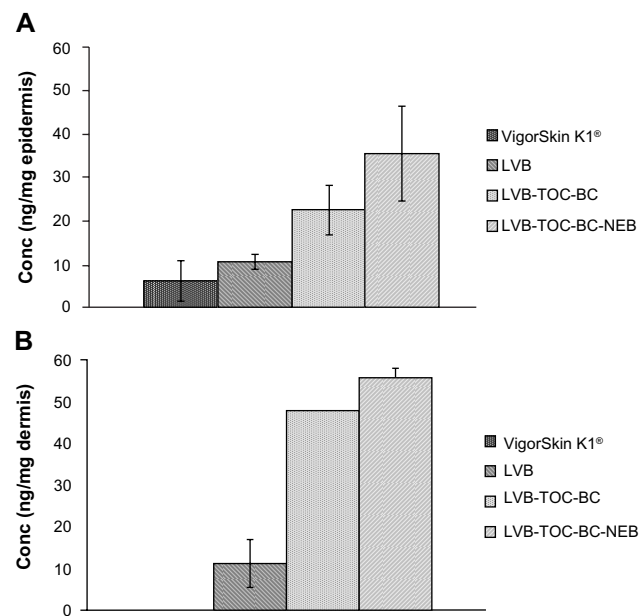 A
60
50
40
30
20
10
0
Conc (ng/mg epidermis)
VigorSkin K1®
LVB
LVB-TOC-BC
LVB-TOC-BC-NEB
B
60
50
40
30
20
10
0
Conc (ng/mg dermis)
VigorSkin K1®
LVB
LVB-TOC-BC
LVB-TOC-BC-NEB